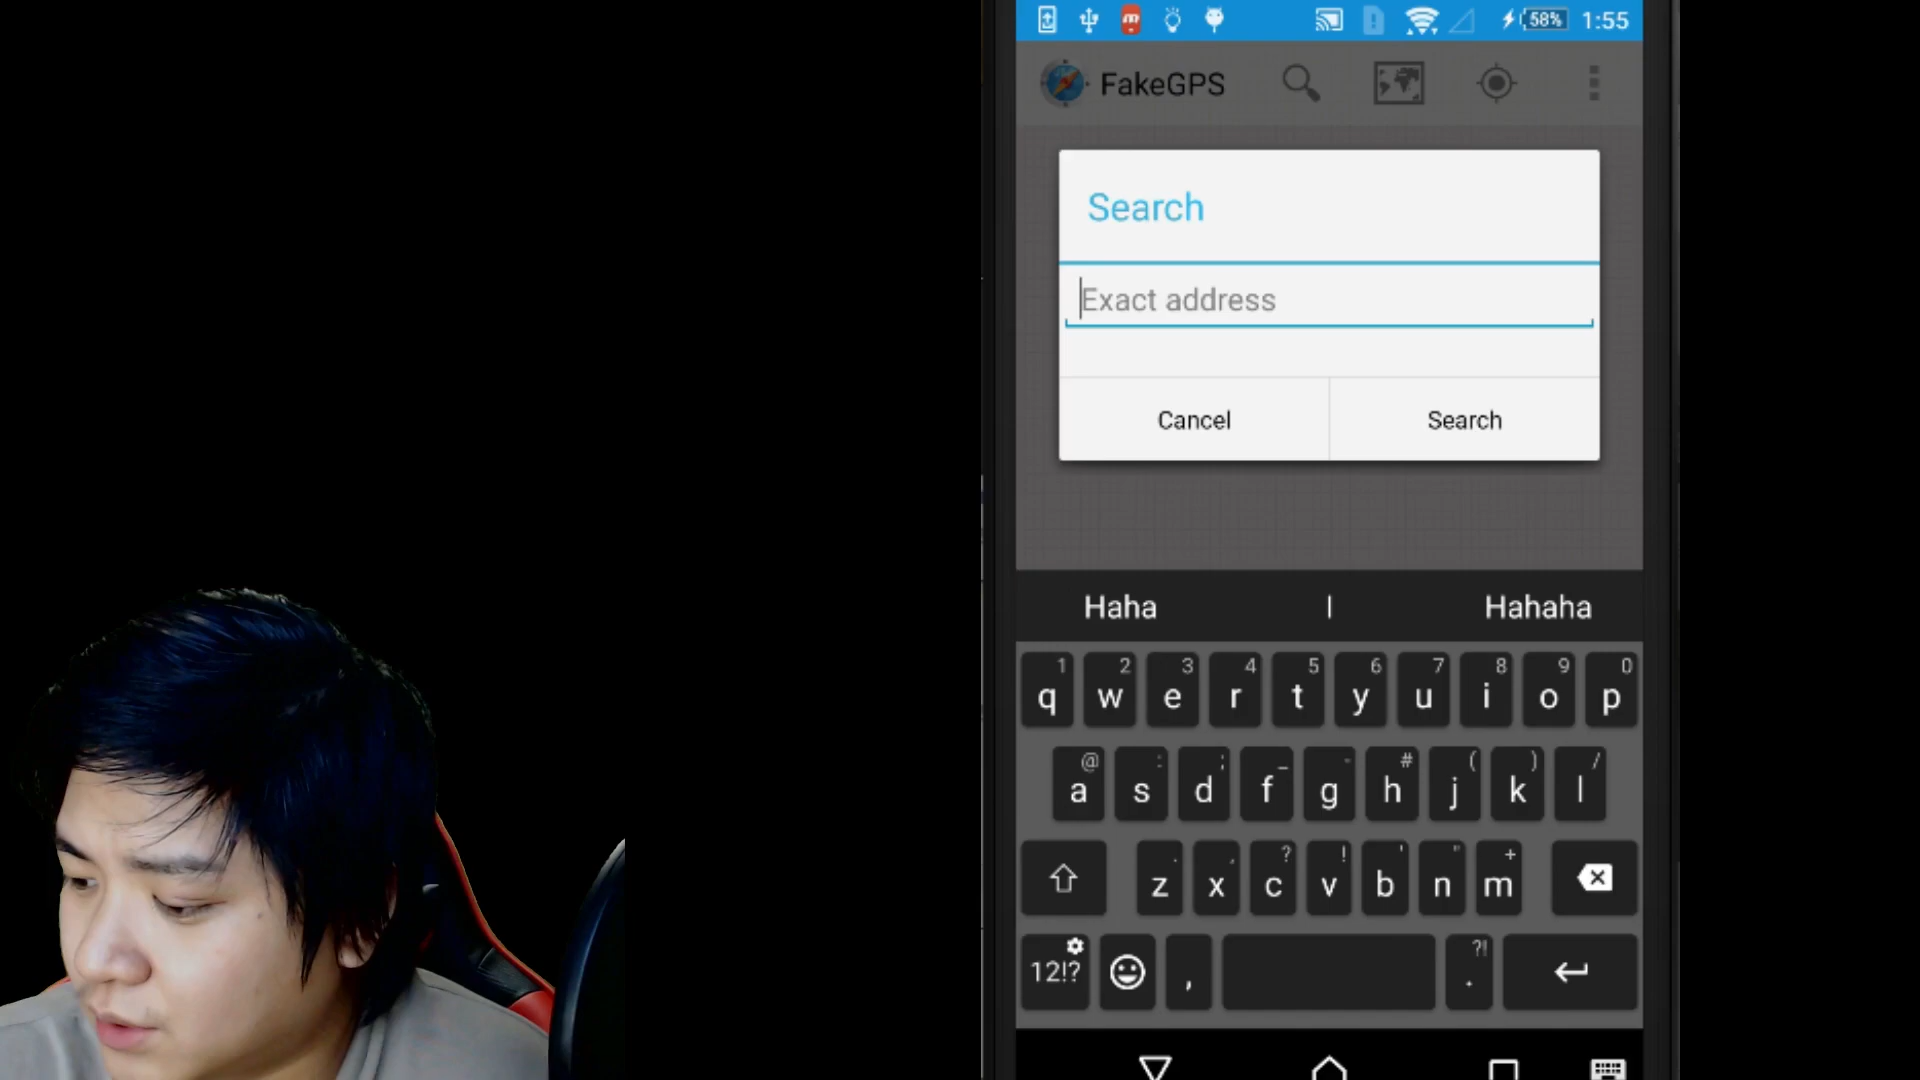 58% 1:55
FakeGPS
Search
Exact address
Cancel Search
Haha I Hahaha
1 2 3 4 5 6 7 8 9 0
q w e r t y u i o p
@ : ; _ - # ( ) /
a s d f g h j k l
. , ? ! ' " +
z x c v b n m
?!
12!? , .